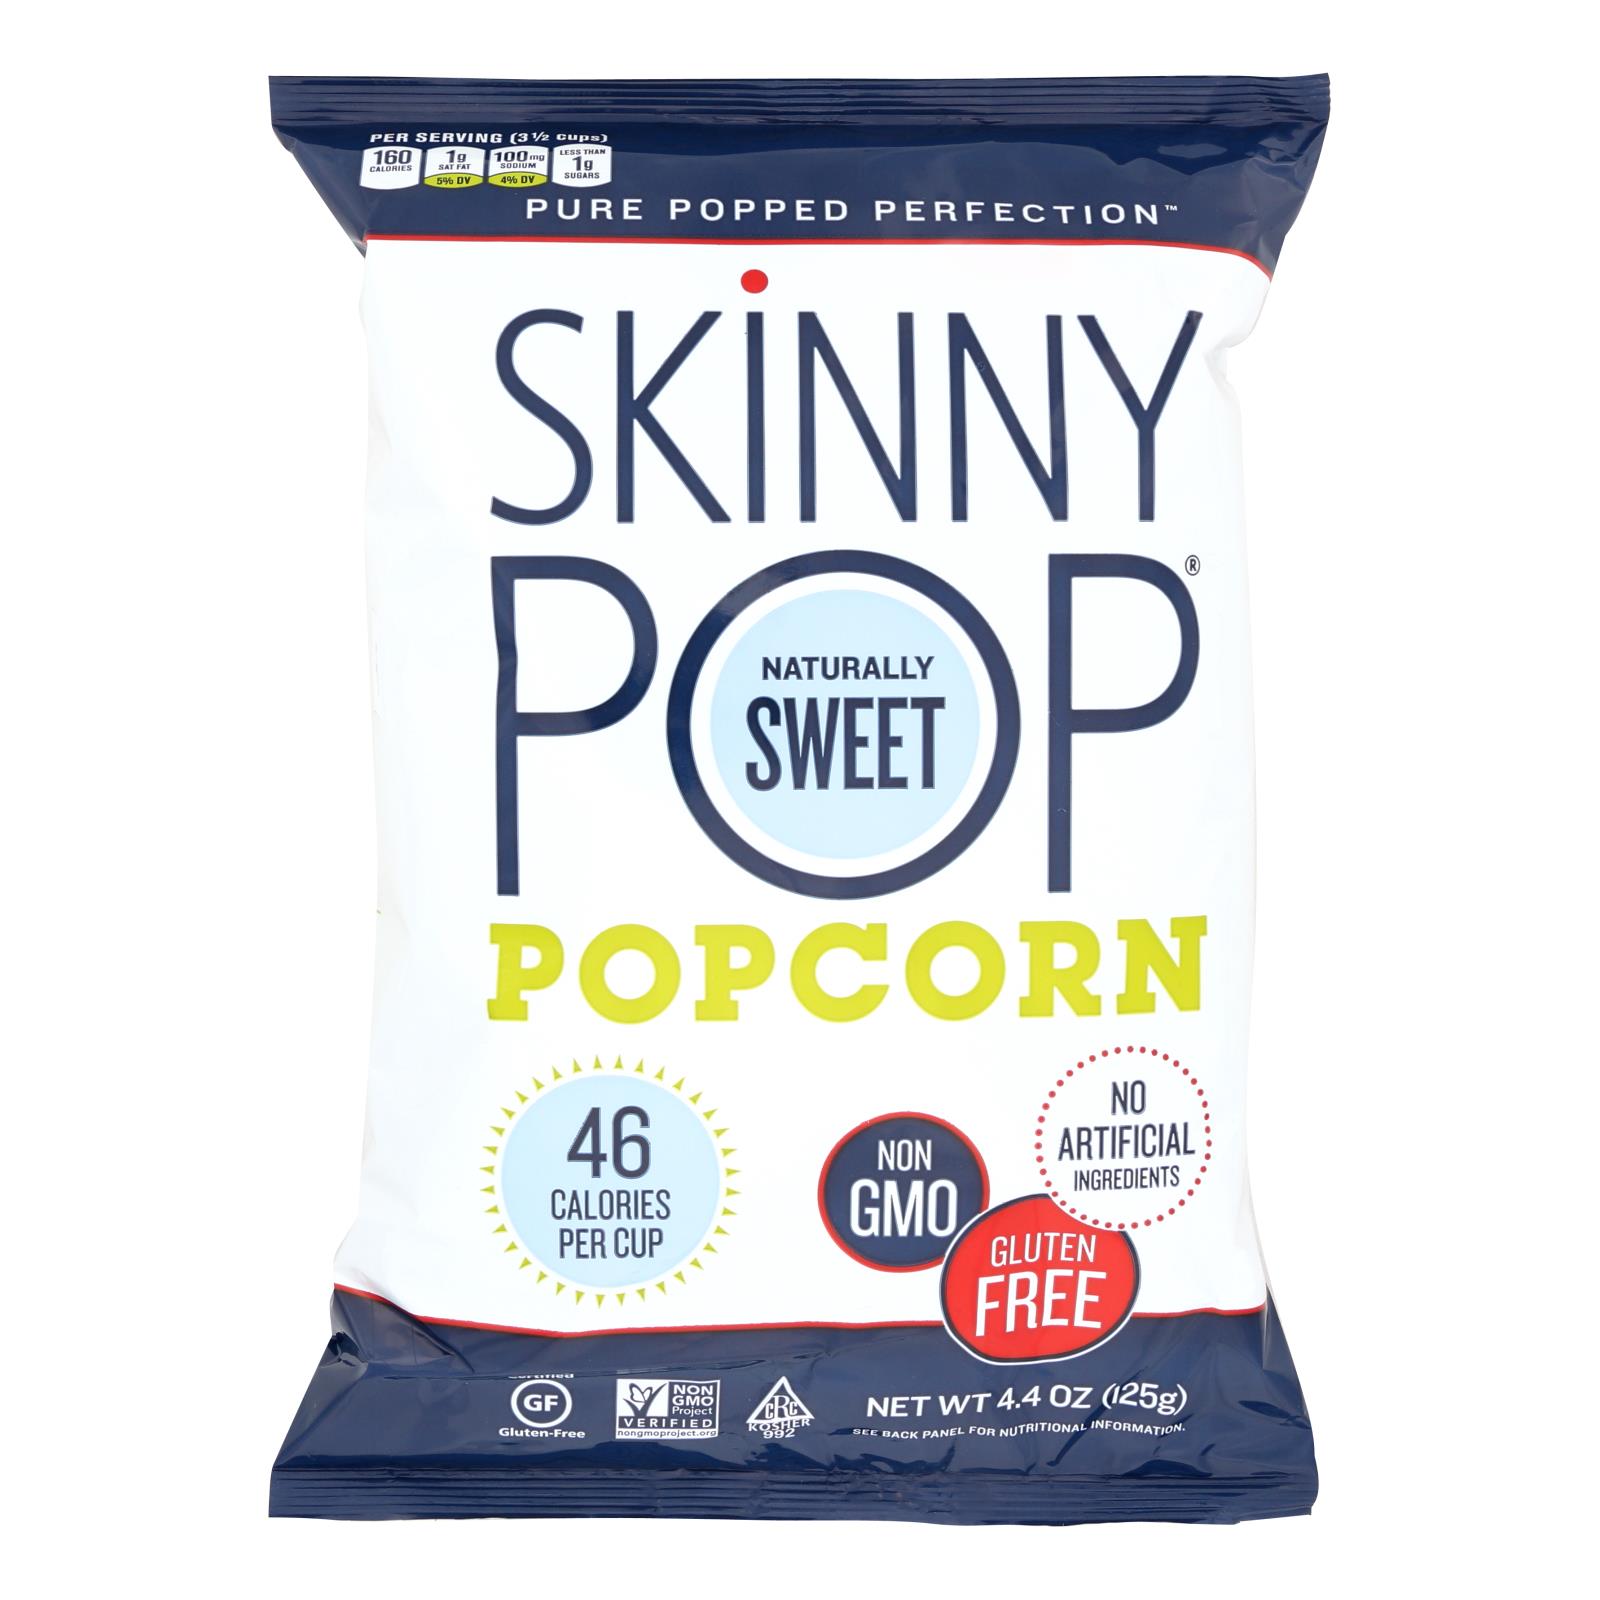 PER SERVING (3 1/2 cups)
160 CALORIES
1g SAT FAT 5% DV
100mg SODIUM 4% DV
LESS THAN 1g SUGARS
PURE POPPED PERFECTION™
SKiNNY
POP®
NATURALLY
SWEET
POPCORN
46
CALORIES
PER CUP
NON
GMO
NO
ARTIFICIAL
INGREDIENTS
GLUTEN
FREE
Certified
GF
Gluten-Free
NON
GMO
Project
VERIFIED
nongmoproject.org
CRC
KOSHER
992
NET WT 4.4 OZ (125g)
SEE BACK PANEL FOR NUTRITIONAL INFORMATION.